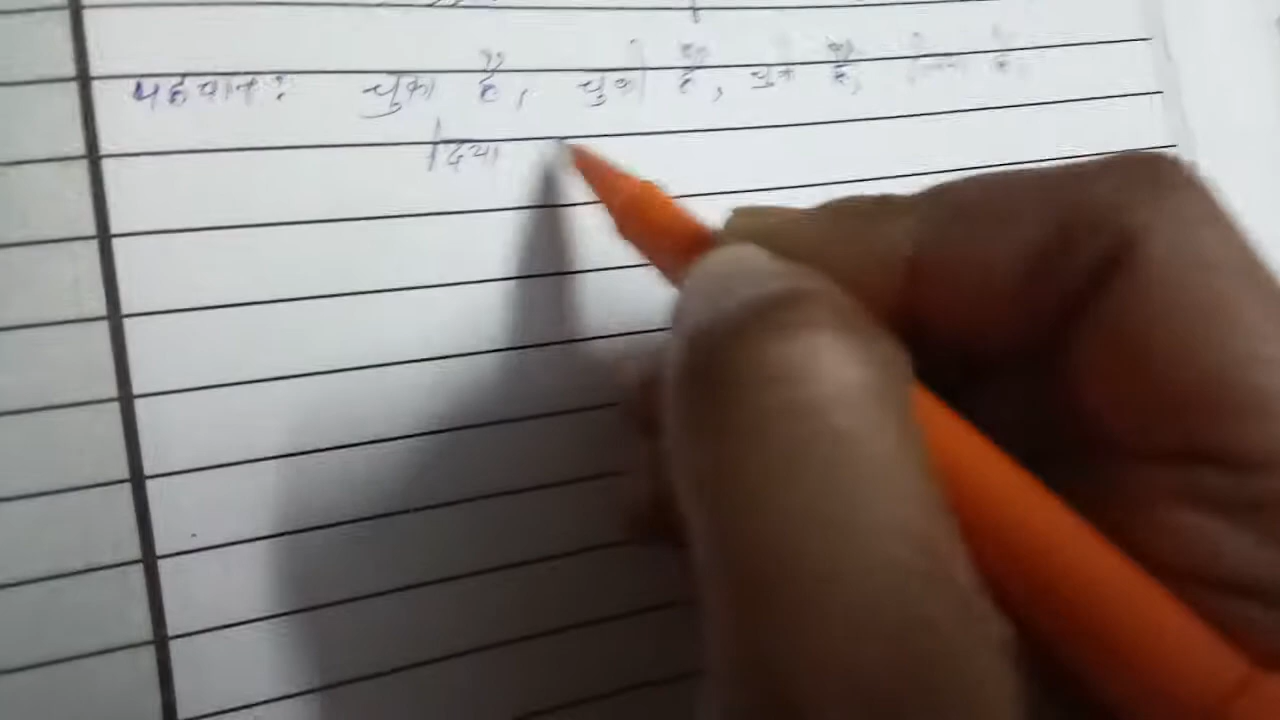 पहचान: चुका है, चुकी है, चुके हैं,
दिया